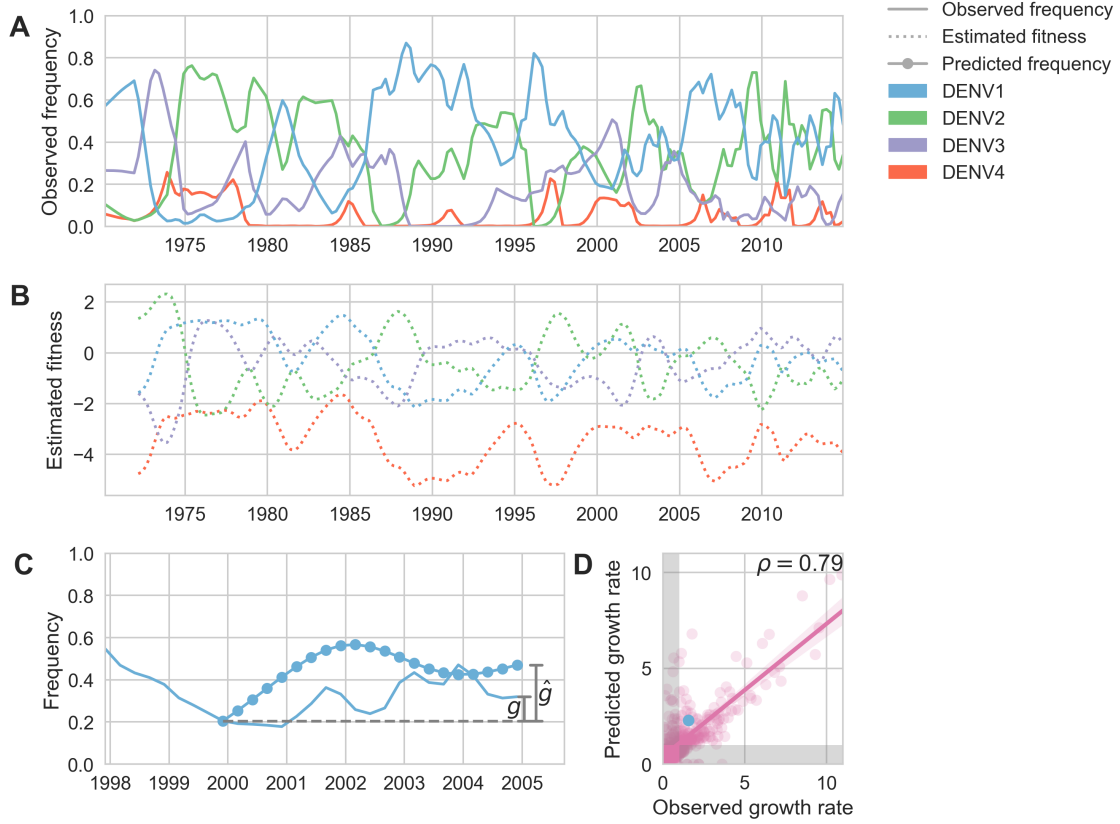 A
Observed frequency
1.0
0.8
0.6
0.4
0.2
0.0
1975
1980
1985
1990
1995
2000
2005
2010
Observed frequency
Estimated fitness
Predicted frequency
DENV1
DENV2
DENV3
DENV4
B
Estimated fitness
2
0
−2
−4
1975
1980
1985
1990
1995
2000
2005
2010
C
Frequency
1.0
0.8
0.6
0.4
0.2
0.0
g
ĝ
1998
1999
2000
2001
2002
2003
2004
2005
D
Predicted growth rate
ρ = 0.79
10
5
0
0
5
10
Observed growth rate